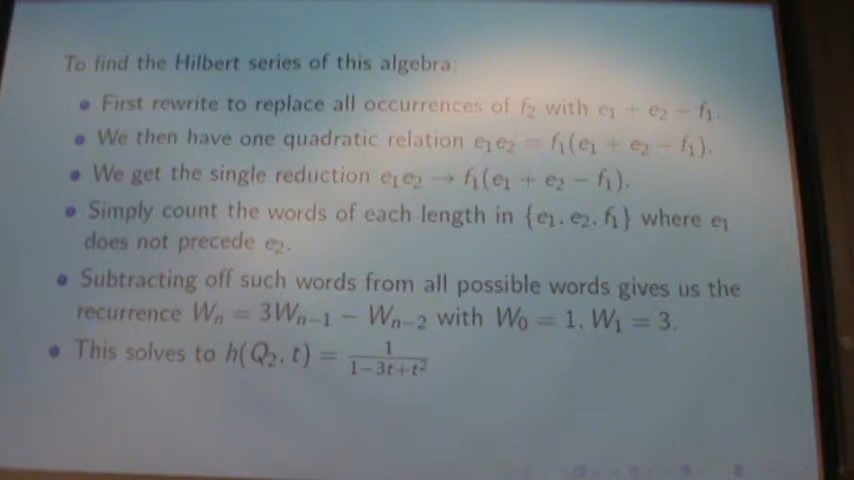 To find the Hilbert series of this algebra:
• First rewrite to replace all occurrences of f₂ with e₁ + e₂ − f₁.
• We then have one quadratic relation e₁e₂ = f₁(e₁ + e₂ − f₁).
• We get the single reduction e₁e₂ → f₁(e₁ + e₂ − f₁).
• Simply count the words of each length in {e₁, e₂, f₁} where e₁
does not precede e₂.
• Subtracting off such words from all possible words gives us the
recurrence Wₙ = 3Wₙ₋₁ − Wₙ₋₂ with W₀ = 1, W₁ = 3.
• This solves to h(Q₂, t) = 1/(1−3t+t²)